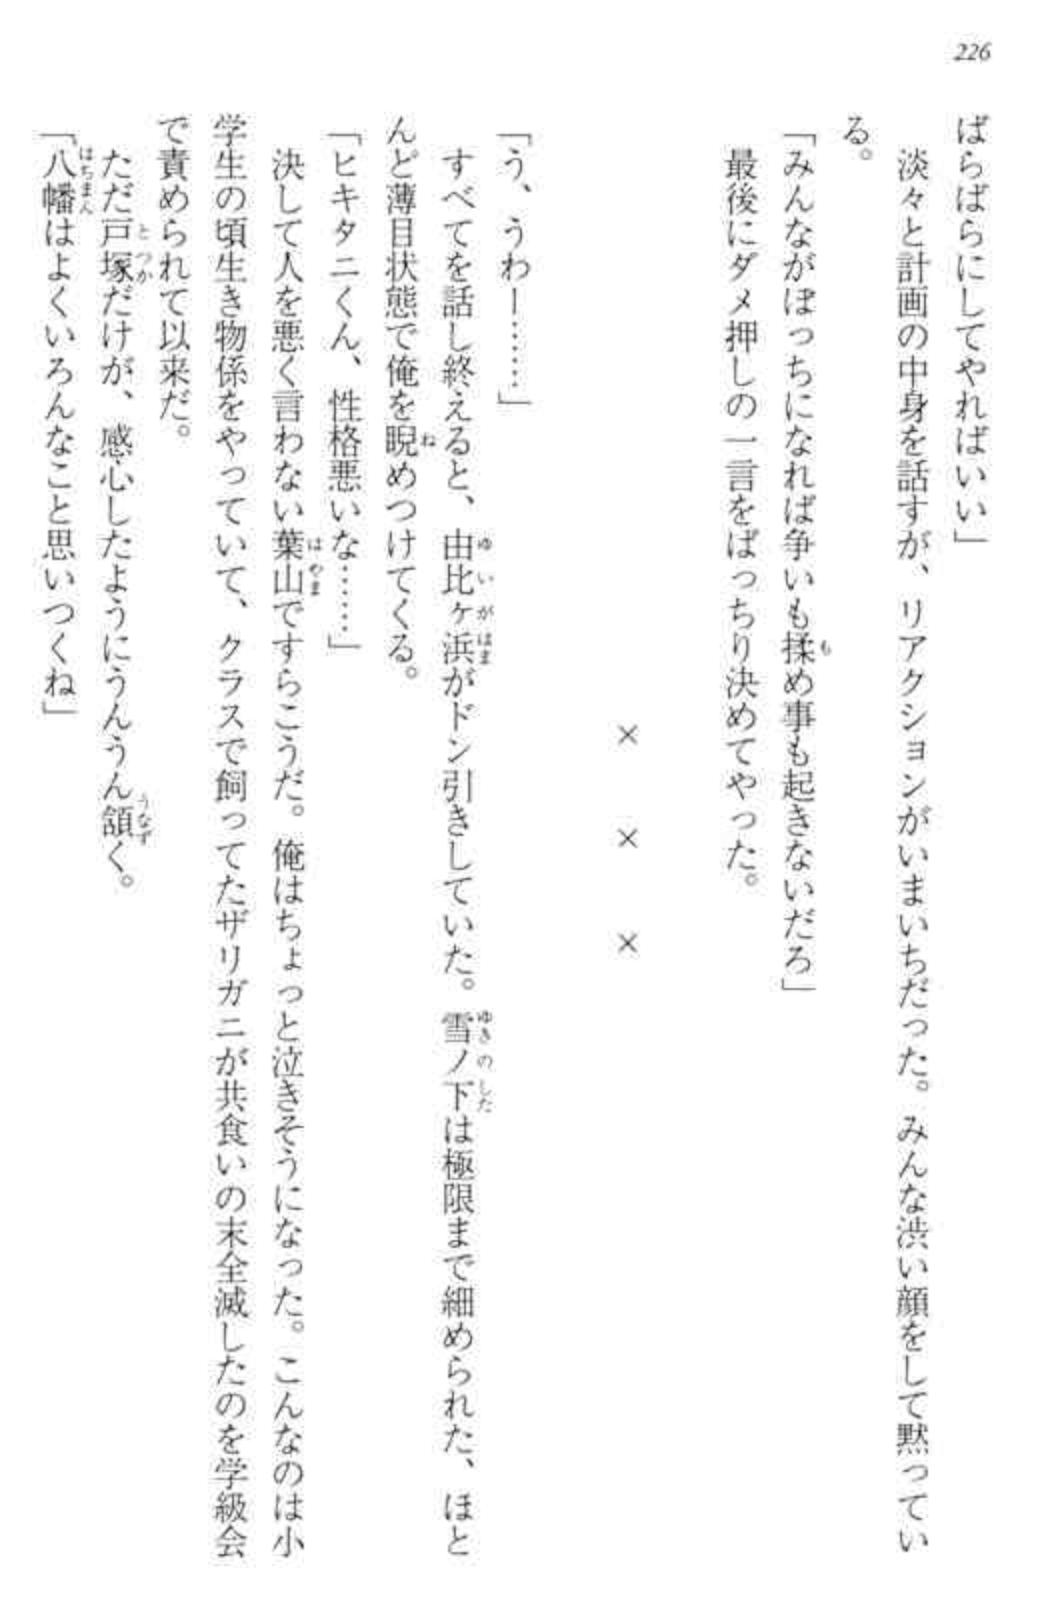 226
ばらばらにしてやればいい」
淡々と計画の中身を話すが、リアクションがいまいちだった。みんな渋い顔をして黙ってい
る。
「みんながぼっちになれば争いも揉め事も起きないだろ」
最後にダメ押しの一言をばっちり決めてやった。
× × ×
「う、うわー……」
すべてを話し終えると、由比ヶ浜がドン引きしていた。雪ノ下は極限まで細められた、ほと
んど薄目状態で俺を睨めつけてくる。
「ヒキタニくん、性格悪いな……」
決して人を悪く言わない葉山ですらこうだ。俺はちょっと泣きそうになった。こんなのは小
学生の頃生き物係をやっていて、クラスで飼ってたザリガニが共食いの末全滅したのを学級会
で責められて以来だ。
ただ戸塚だけが、感心したようにうんうん頷く。
「八幡はよくいろんなこと思いつくね」